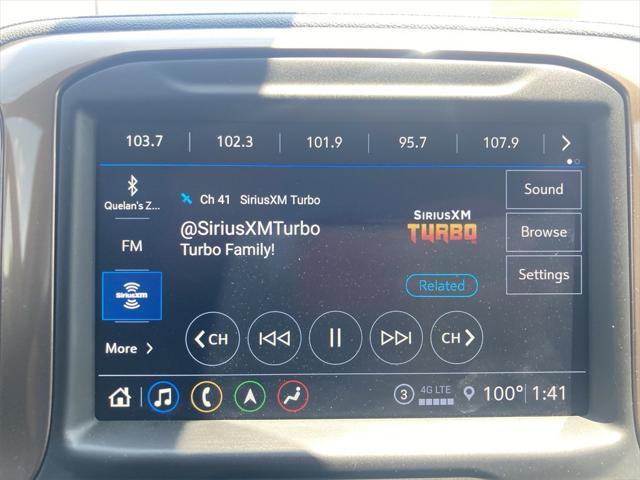 103.7 102.3 101.9 95.7 107.9
Quelan's Z...
FM
SiriusXM
More
Ch 41 SiriusXM Turbo
@SiriusXMTurbo
Turbo Family!
SIRIUSXM
TURBO
Related
Sound
Browse
Settings
CH
CH
3 4G LTE 100° 1:41